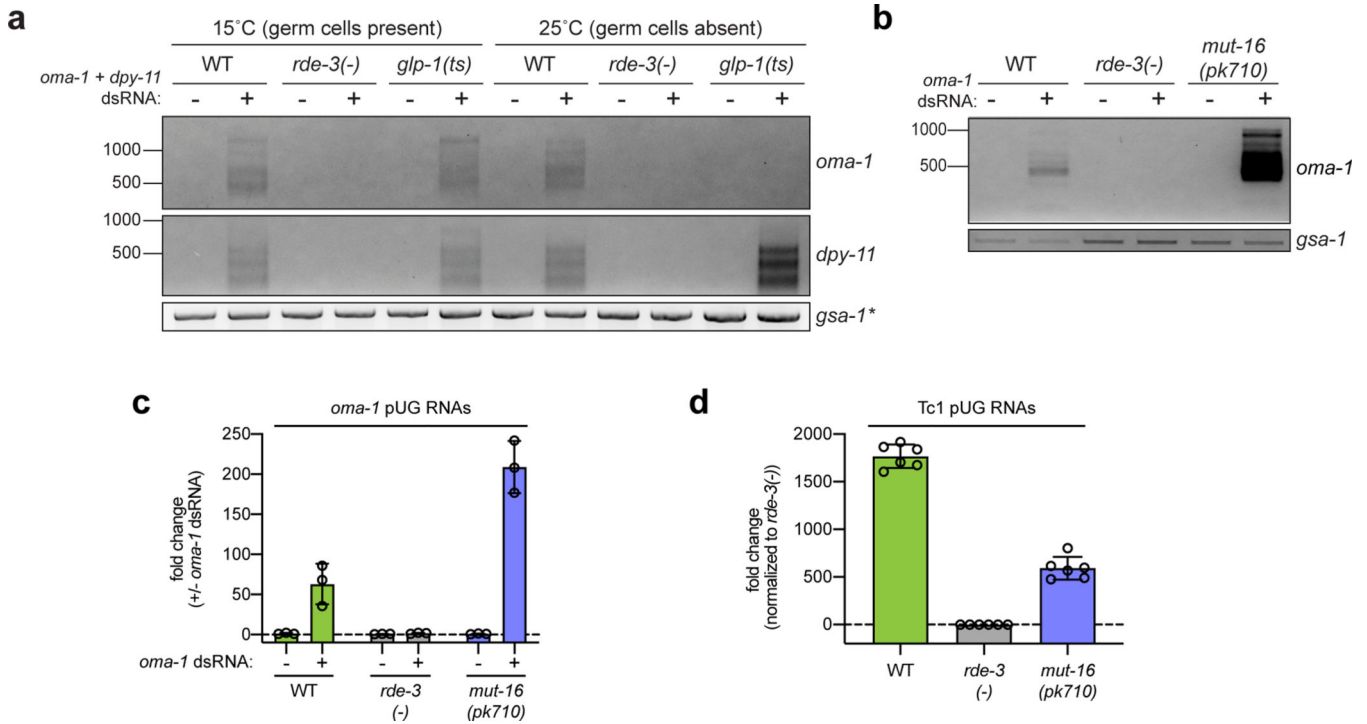 a
15˚C (germ cells present) 25˚C (germ cells absent)
WT rde-3(-) glp-1(ts) WT rde-3(-) glp-1(ts)
oma-1 + dpy-11
dsRNA: - + - + - + - + - + - +
1000
500
oma-1
1000
500
dpy-11
gsa-1*
b
WT rde-3(-) mut-16
(pk710)
oma-1
dsRNA: - + - + - +
1000
500
oma-1
gsa-1
c
oma-1 pUG RNAs
fold change
(+/- oma-1 dsRNA)
250
200
150
100
50
0
oma-1 dsRNA: - + - + - +
WT rde-3 mut-16
(-) (pk710)
d
Tc1 pUG RNAs
fold change
(normalized to rde-3(-))
2000
1500
1000
500
0
WT rde-3 mut-16
(-) (pk710)